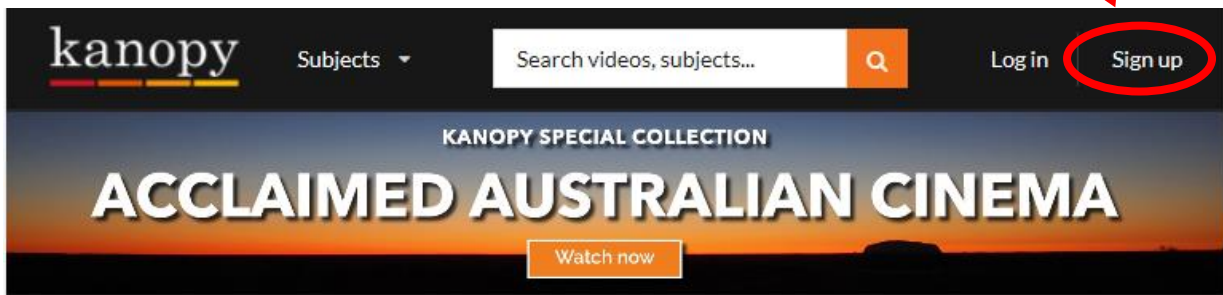 kanopy Subjects Search videos, subjects... Log in Sign up
KANOPY SPECIAL COLLECTION
ACCLAIMED AUSTRALIAN CINEMA
Watch now